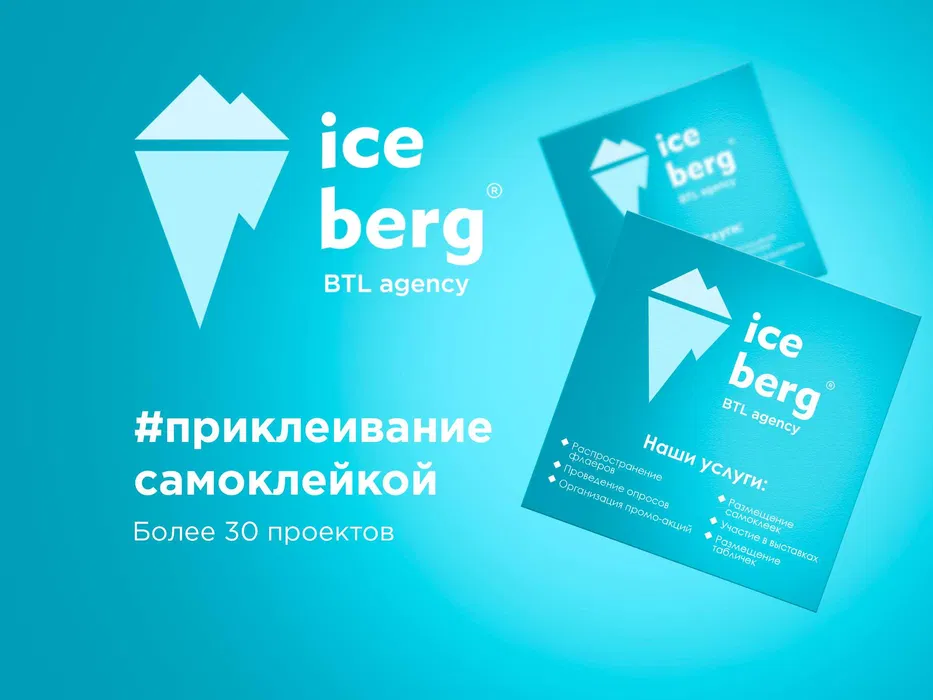 ice
berg®
BTL agency
#приклеивание
самоклейкой
Более 30 проектов
ice
berg
BTL agency
ice
berg®
BTL agency
Наши услуги:
Распространение
флаеров
Проведение опросов
Организация промо-акций
Размещение
самоклеек
Участие в выставках
Размещение
табличек